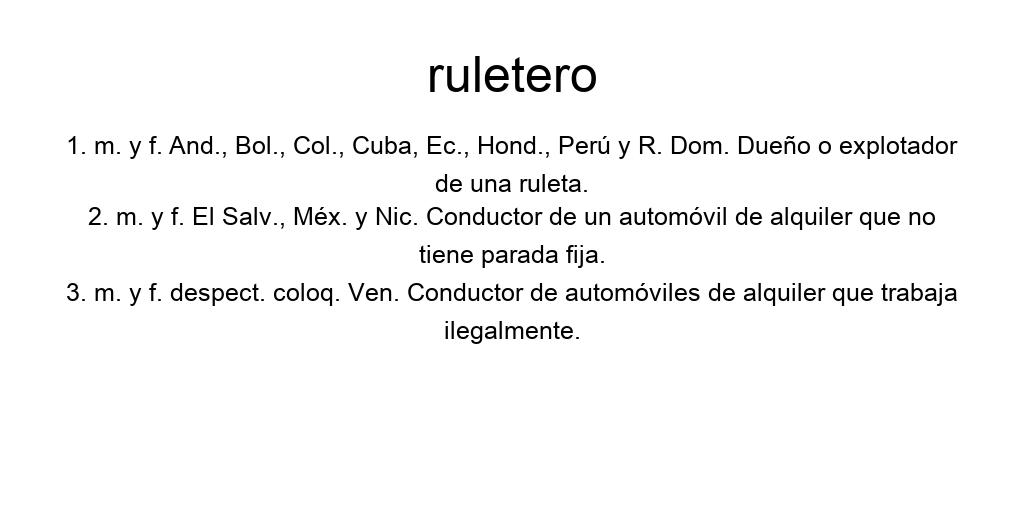 ruletero
1. m. y f. And., Bol., Col., Cuba, Ec., Hond., Perú y R. Dom. Dueño o explotador
de una ruleta.
2. m. y f. El Salv., Méx. y Nic. Conductor de un automóvil de alquiler que no
tiene parada fija.
3. m. y f. despect. coloq. Ven. Conductor de automóviles de alquiler que trabaja
ilegalmente.